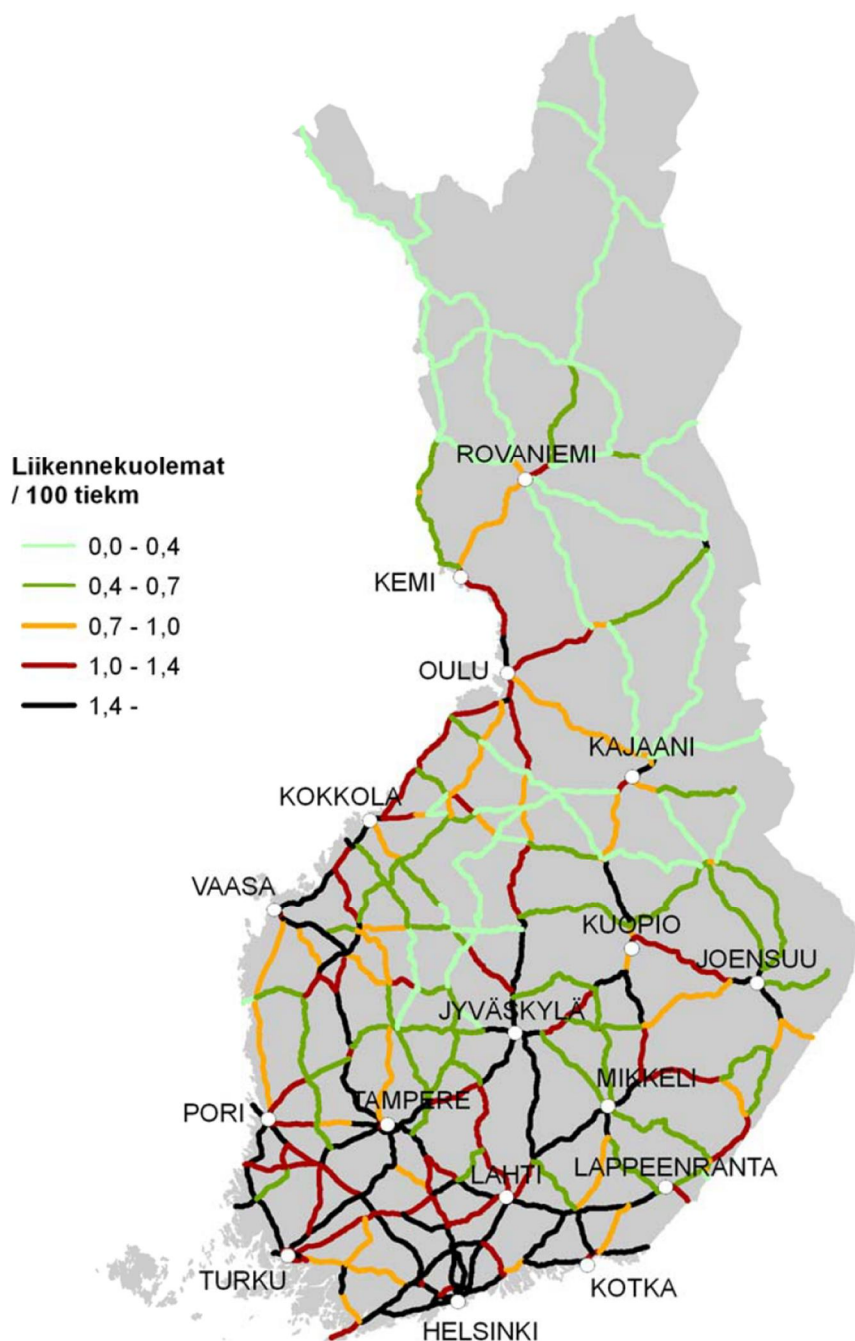 Liikennekuolemat
/ 100 tiekm
0,0 - 0,4
0,4 - 0,7
0,7 - 1,0
1,0 - 1,4
1,4 -
ROVANIEMI
KEMI
OULU
KAJAANI
KOKKOLA
VAASA
KUOPIO
JOENSUU
JYVÄSKYLÄ
MIKKELI
PORI
TAMPERE
LAHTI
LAPPEENRANTA
TURKU
KOTKA
HELSINKI